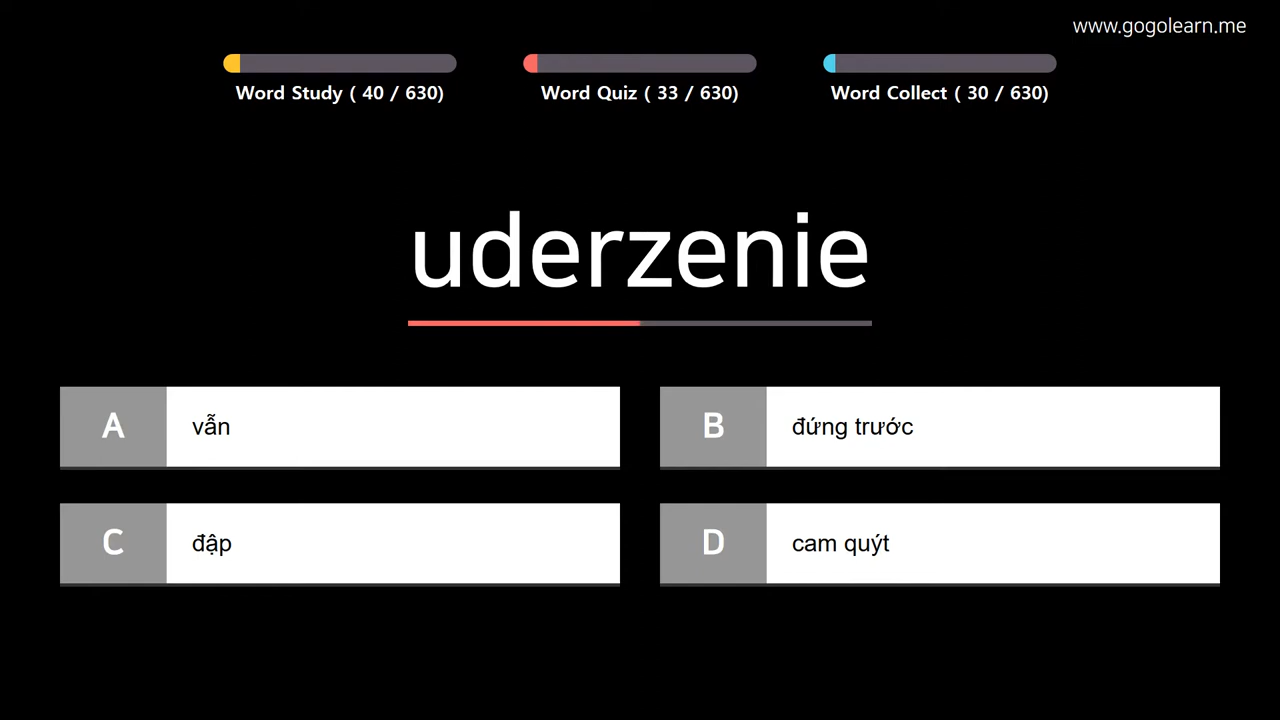 www.gogolearn.me
Word Study ( 40 / 630)
Word Quiz ( 33 / 630)
Word Collect ( 30 / 630)
uderzenie
A vẫn
B đứng trước
C đập
D cam quýt